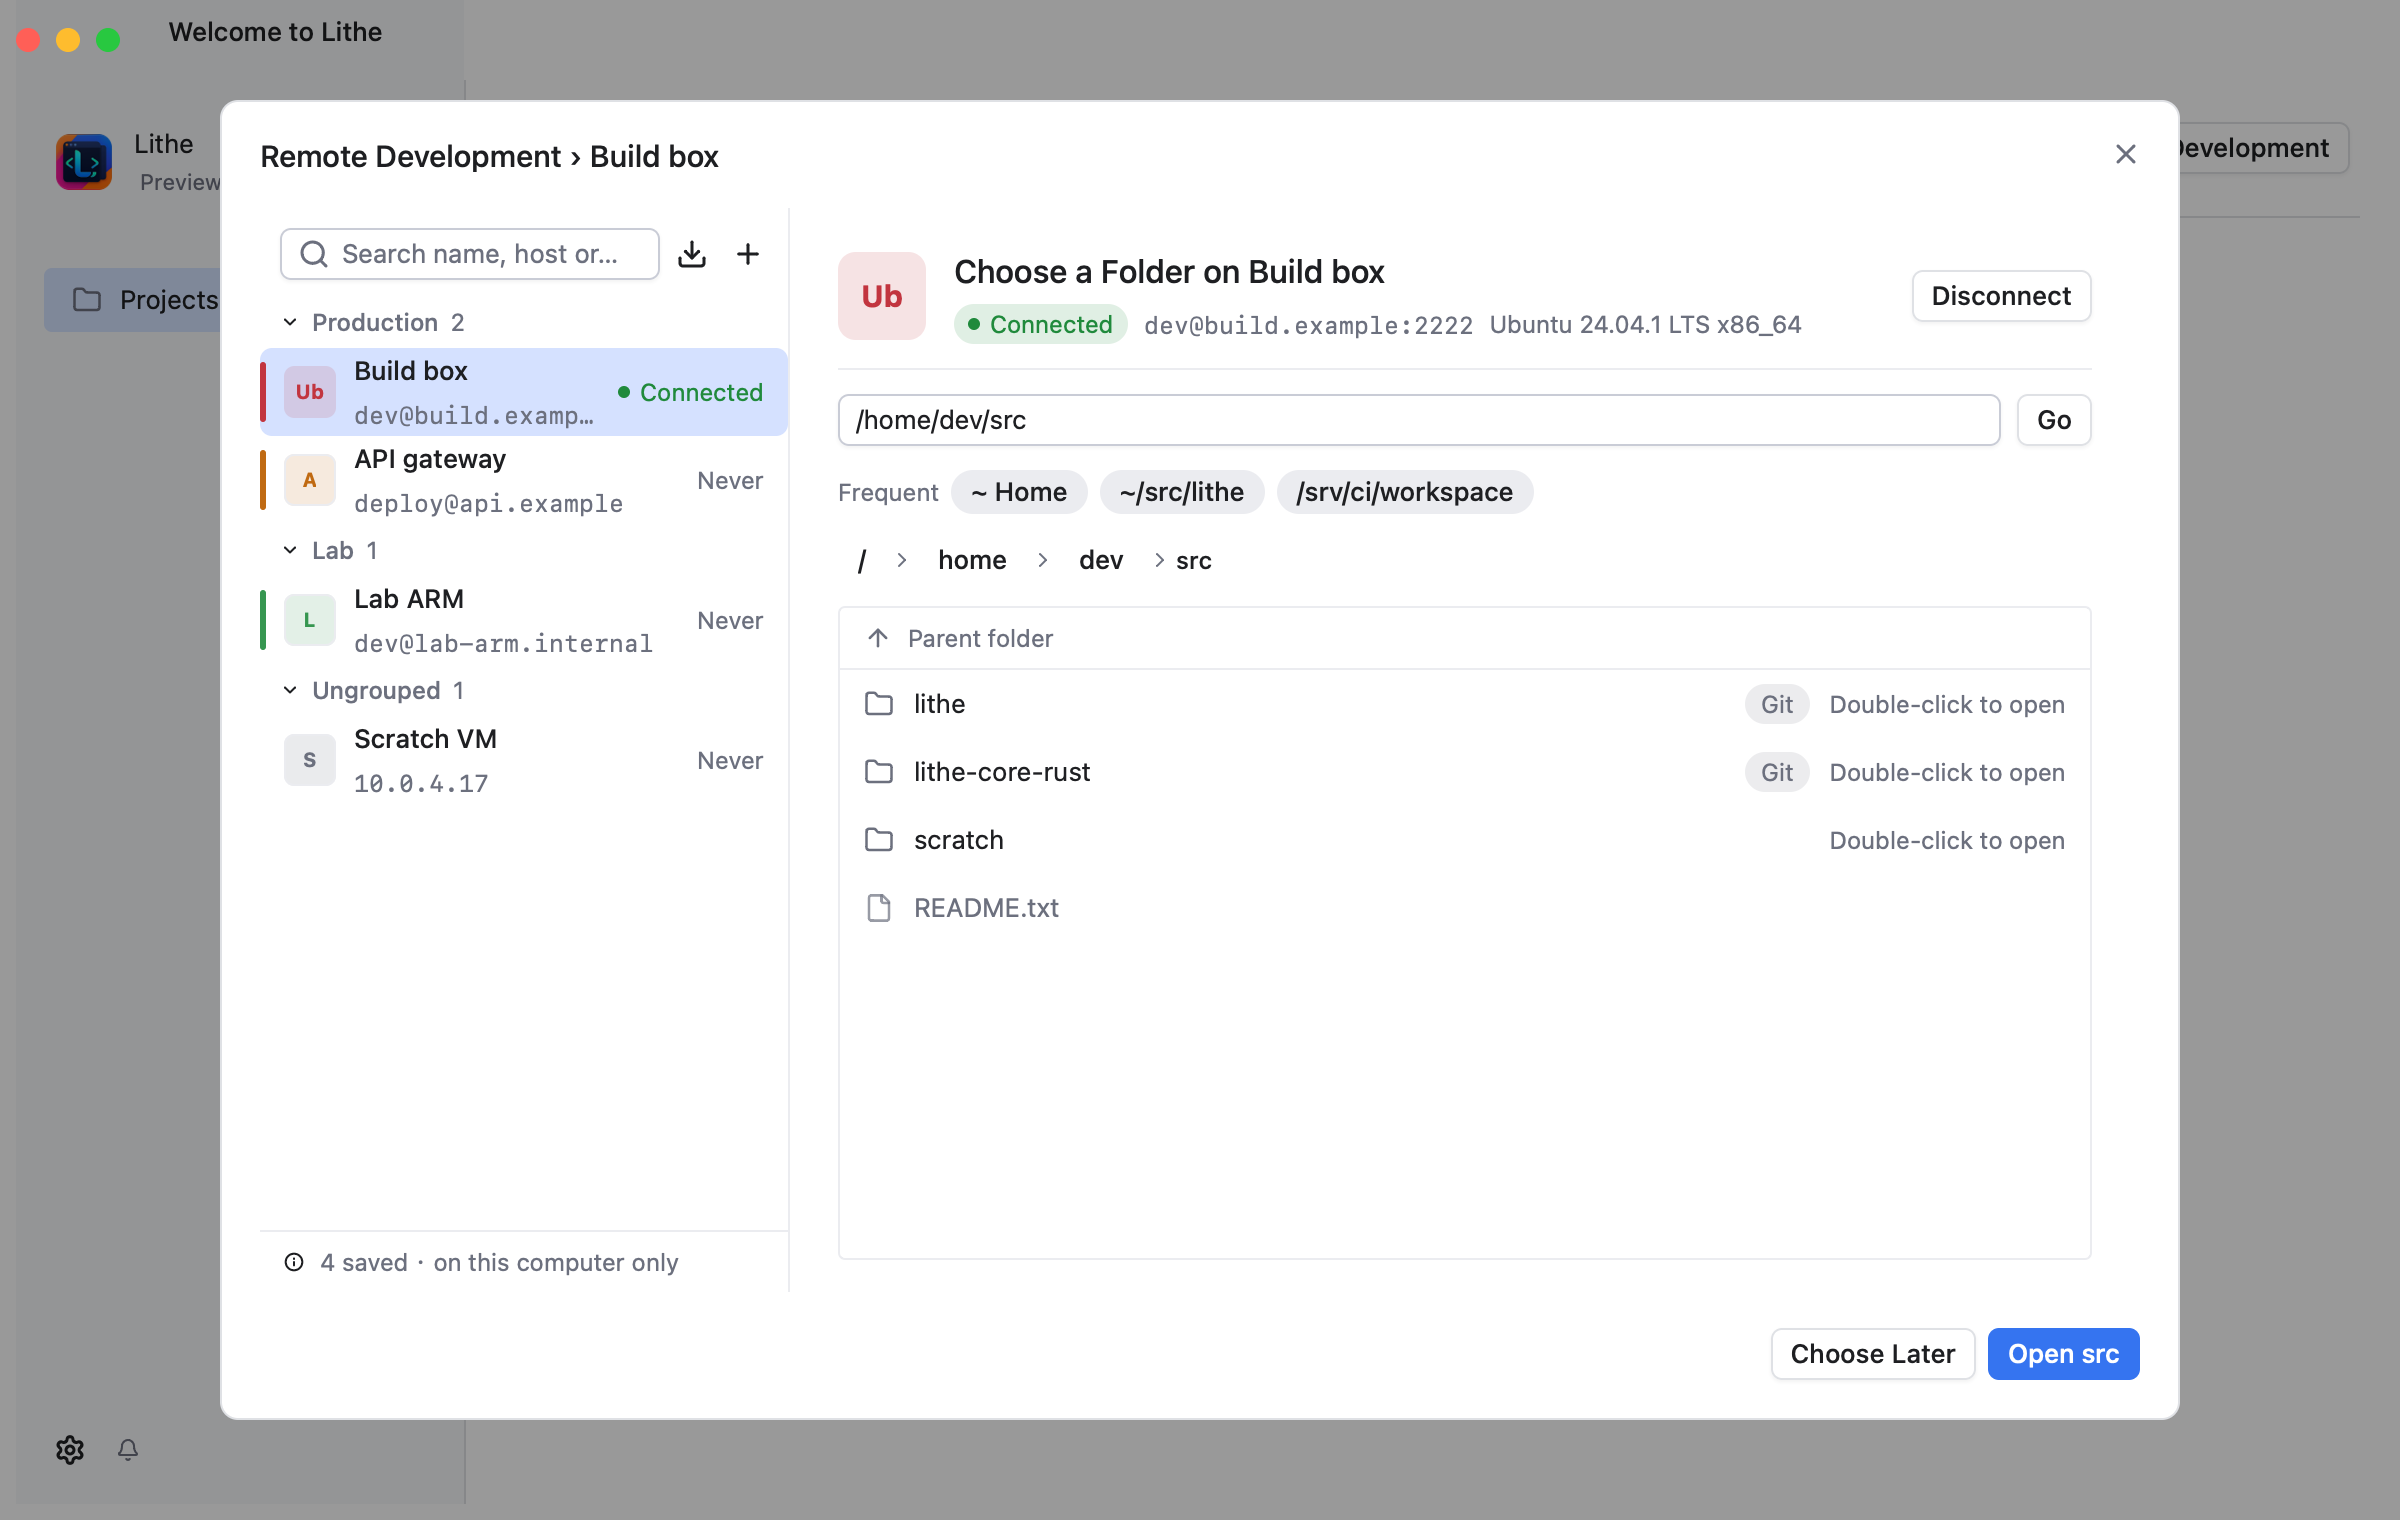 Welcome to Lithe
Lithe
Preview
Projects
Development
Remote Development › Build box
Search name, host or...
Production 2
Ub
Build box
dev@build.examp…
Connected
A
API gateway
deploy@api.example
Never
Lab 1
L
Lab ARM
dev@lab-arm.internal
Never
Ungrouped 1
S
Scratch VM
10.0.4.17
Never
4 saved · on this computer only
Ub
Choose a Folder on Build box
Connected dev@build.example:2222 Ubuntu 24.04.1 LTS x86_64
Disconnect
/home/dev/src
Go
Frequent ~ Home ~/src/lithe /srv/ci/workspace
/ > home > dev > src
Parent folder
lithe Git Double-click to open
lithe-core-rust Git Double-click to open
scratch Double-click to open
README.txt
Choose Later
Open src